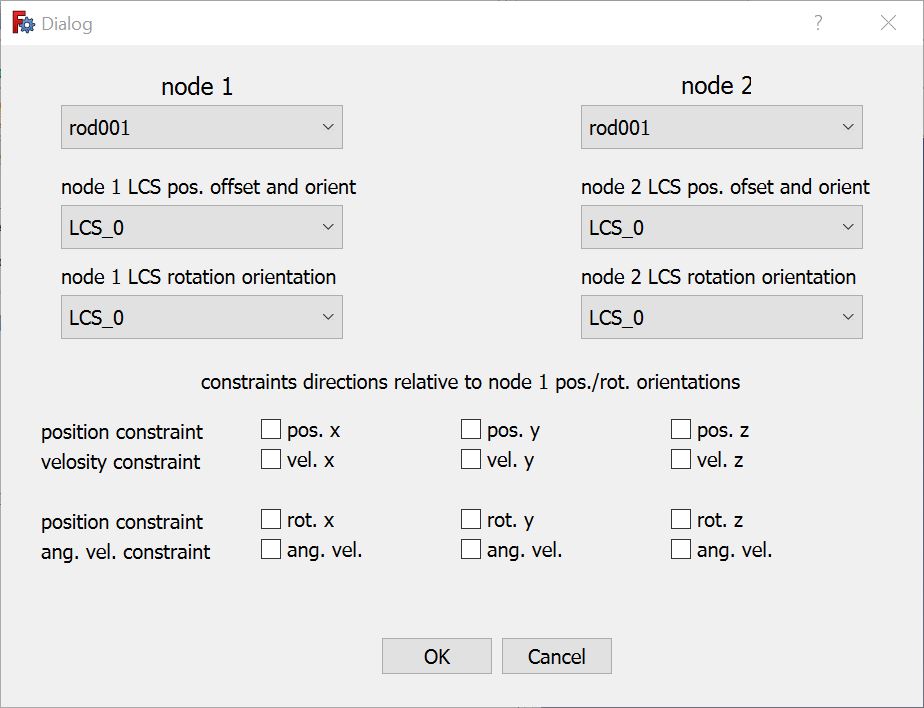 Dialog
node 1 node 2
rod001 rod001
node 1 LCS pos. offset and orient node 2 LCS pos. ofset and orient
LCS_0 LCS_0
node 1 LCS rotation orientation node 2 LCS rotation orientation
LCS_0 LCS_0
constraints directions relative to node 1 pos./rot. orientations
position constraint pos. x pos. y pos. z
velosity constraint vel. x vel. y vel. z
position constraint rot. x rot. y rot. z
ang. vel. constraint ang. vel. ang. vel. ang. vel.
OK Cancel